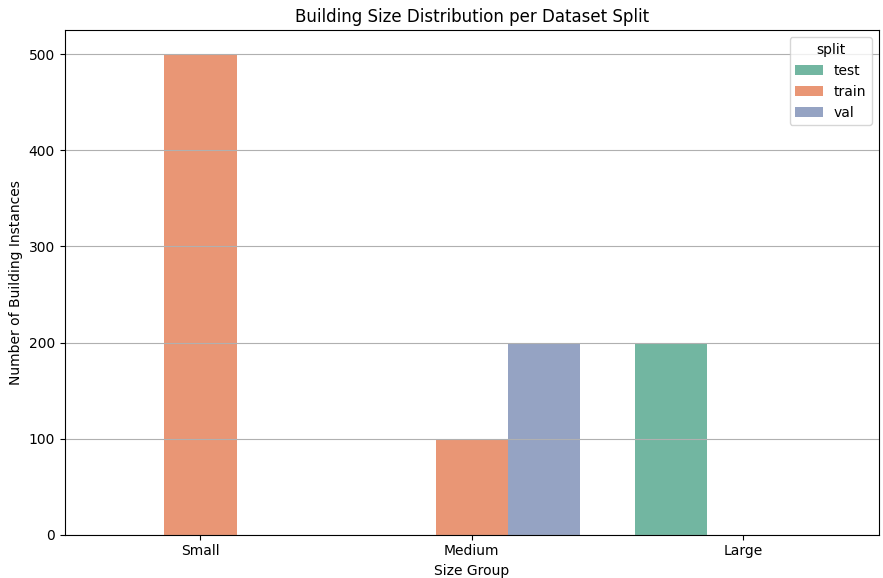 Building Size Distribution per Dataset Split
split
test
train
val
Number of Building Instances
500
400
300
200
100
0
Small Medium Large
Size Group